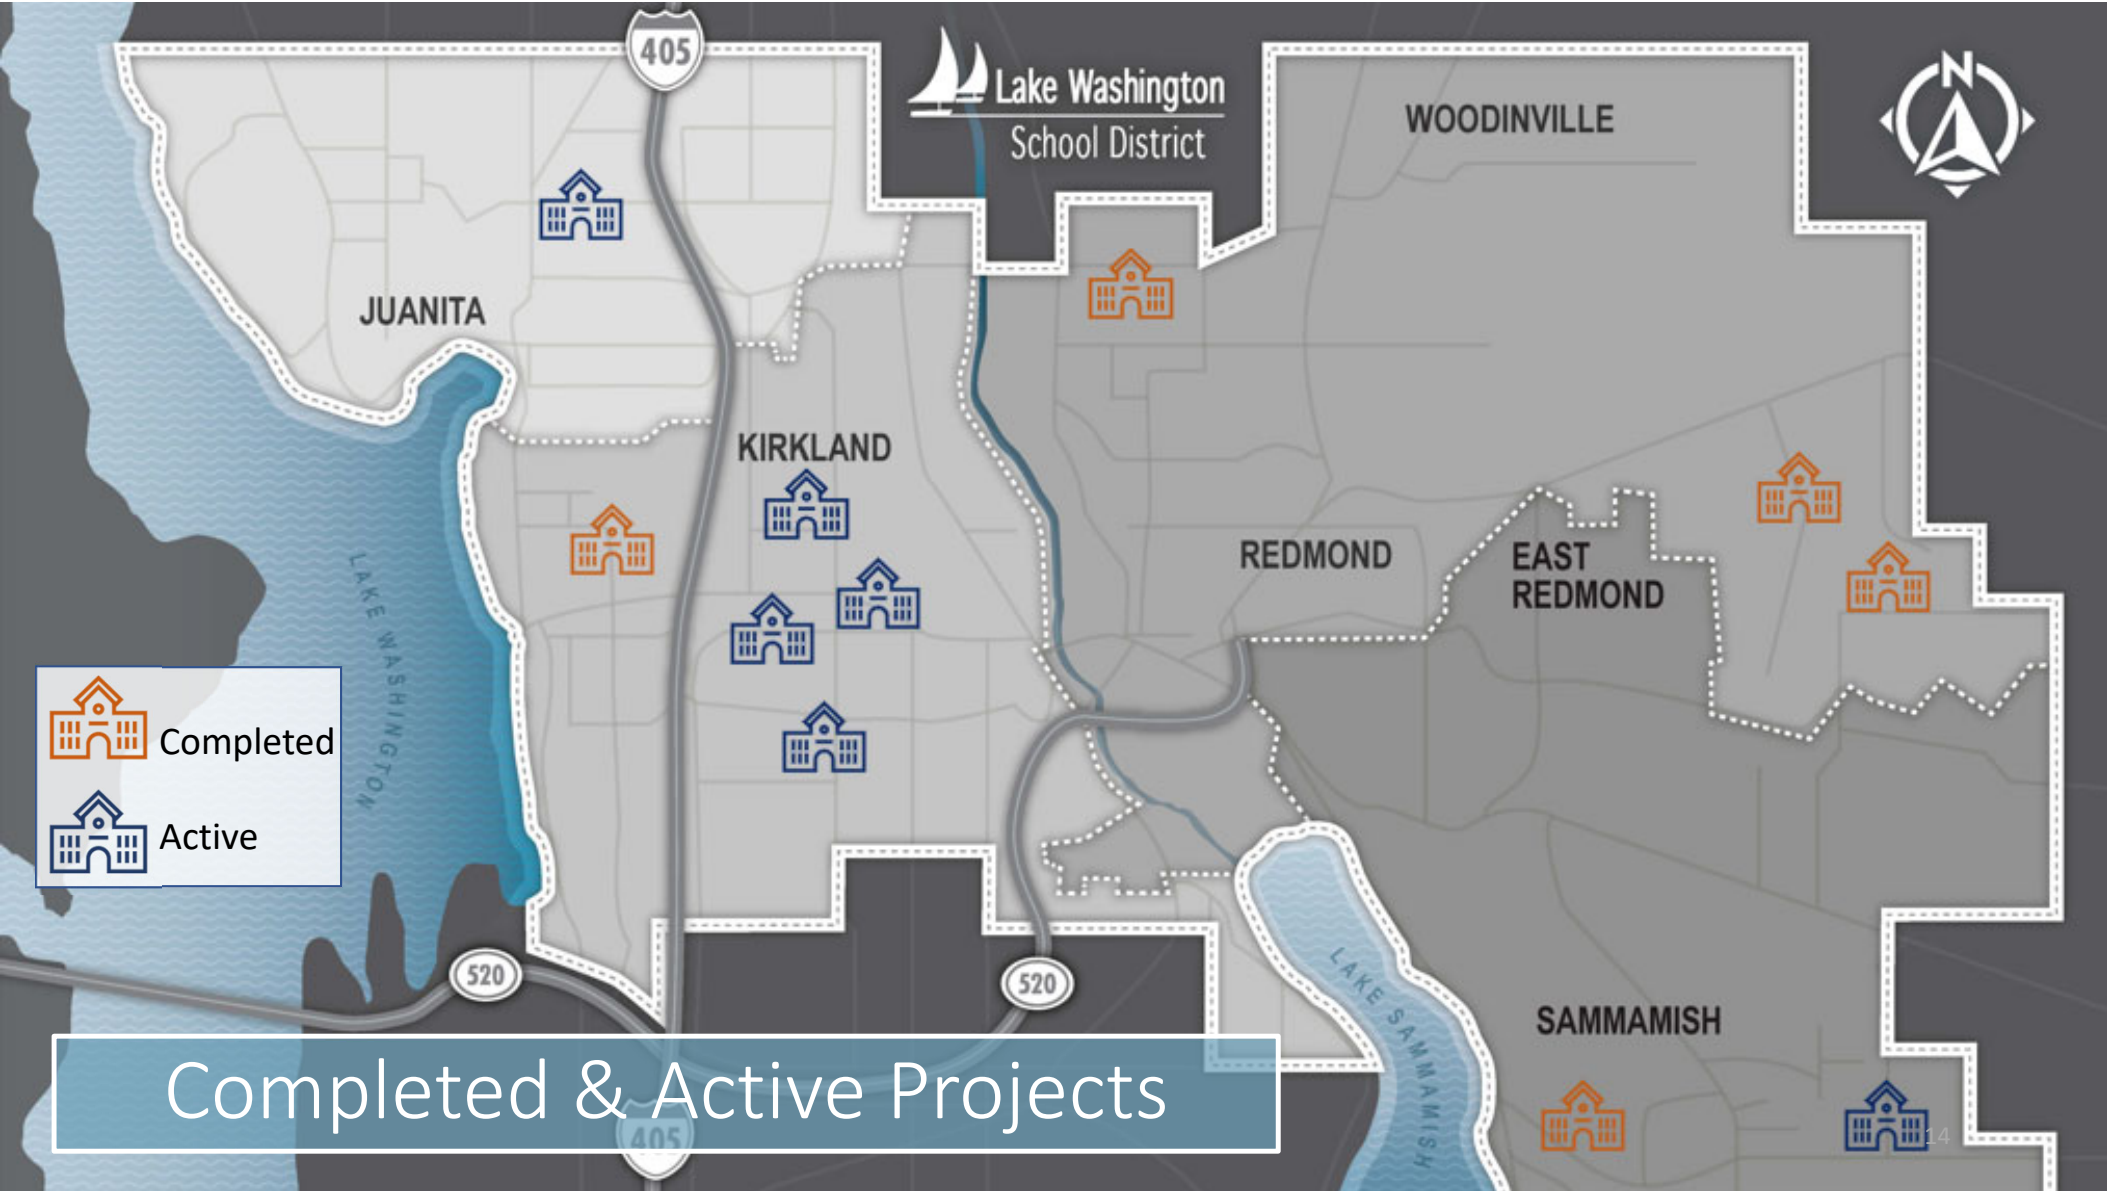 405
Lake Washington
School District
N
WOODINVILLE
JUANITA
KIRKLAND
REDMOND
EAST
REDMOND
LAKE WASHINGTON
Completed
Active
520
520
LAKE SAMMAMISH
SAMMAMISH
Completed & Active Projects
405
14